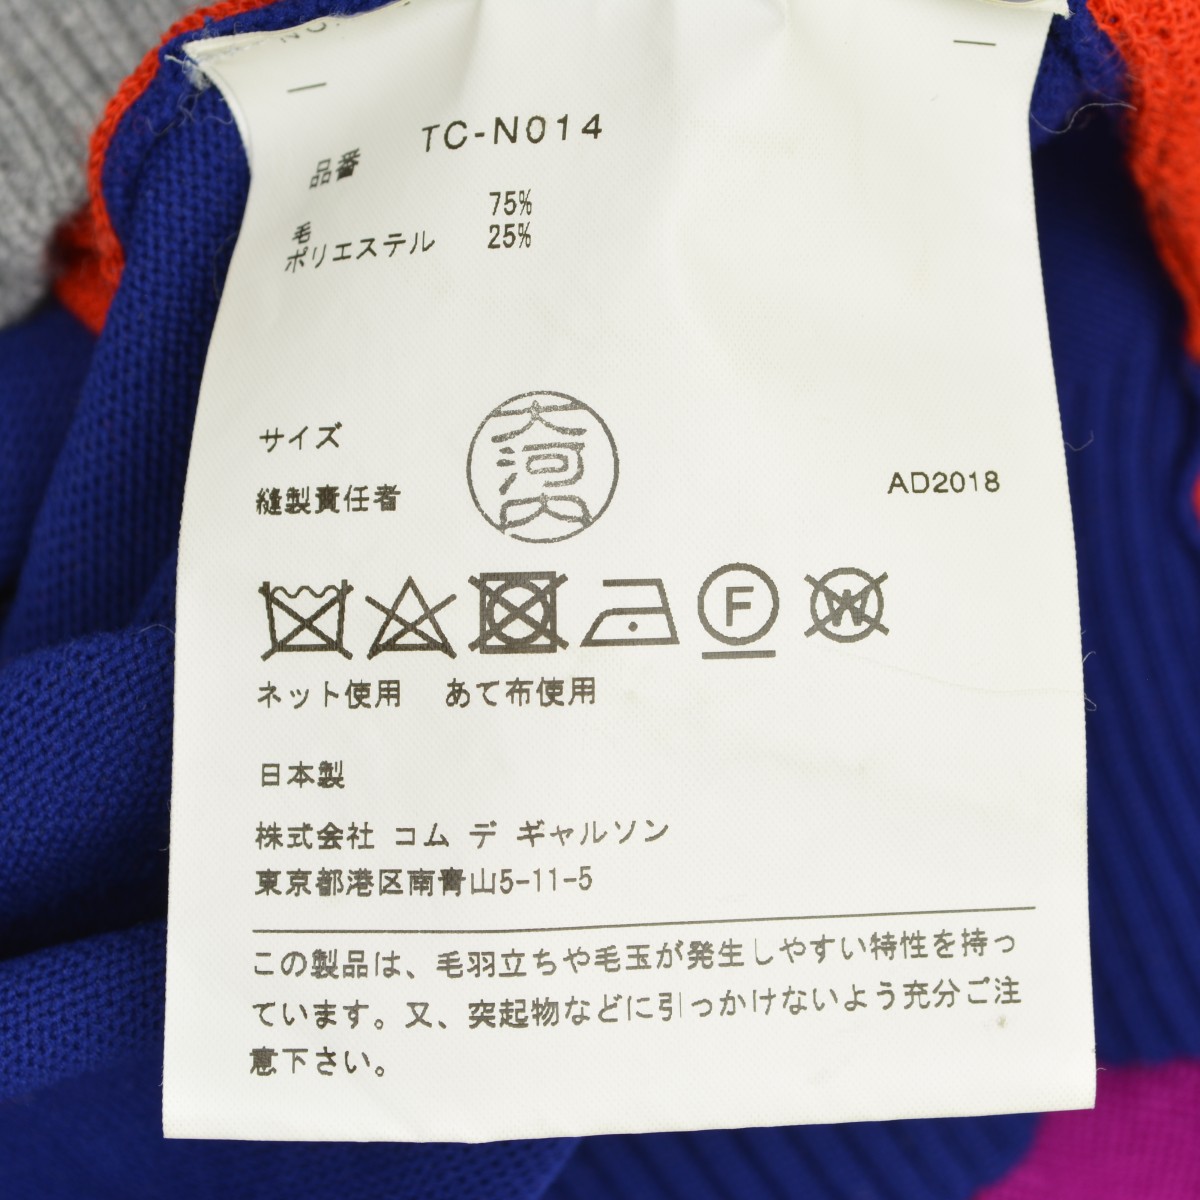 TC-N014
品番
毛 75%
ポリエステル 25%
サイズ
大河内
縫製責任者
AD2018
F
W
ネット使用 あて布使用
日本製
株式会社 コム デ ギャルソン
東京都港区南青山5-11-5
この製品は、毛羽立ちや毛玉が発生しやすい特性を持っ
ています。又、突起物などに引っかけないよう充分ご注
意下さい。